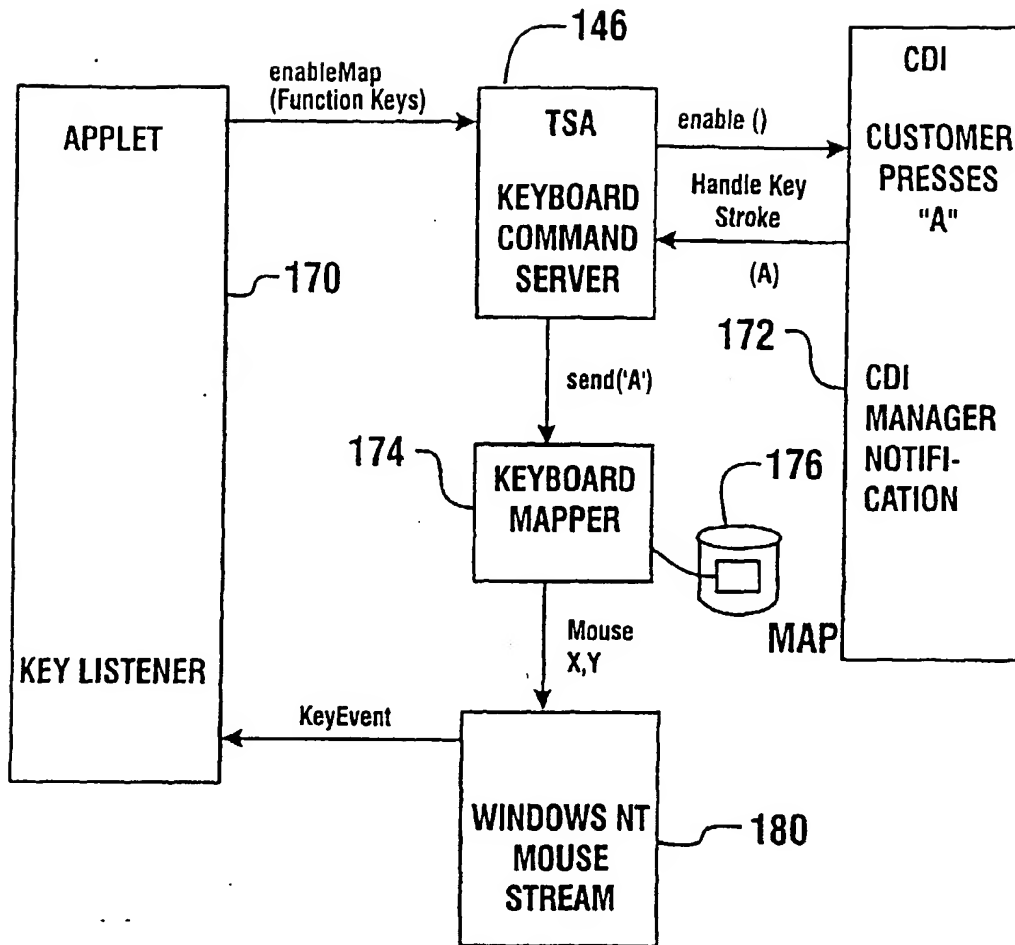 146
enableMap
(Function Keys)
APPLET
TSA
KEYBOARD
COMMAND
SERVER
enable ()
Handle Key
Stroke
(A)
CDI
CUSTOMER
PRESSES
"A"
170
172
CDI
MANAGER
NOTIFI-
CATION
send('A')
174
KEYBOARD
MAPPER
176
MAP
Mouse
X,Y
KEY LISTENER
KeyEvent
WINDOWS NT
MOUSE
STREAM
180